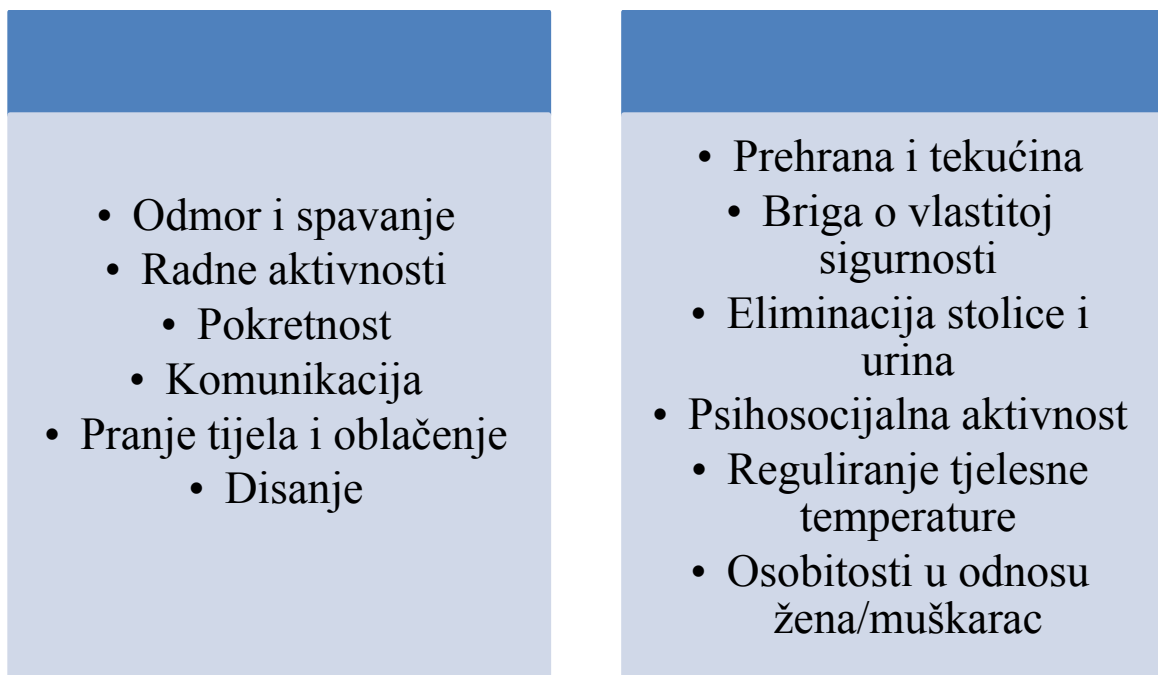 • Odmor i spavanje
• Radne aktivnosti
• Pokretnost
• Komunikacija
• Pranje tijela i oblačenje
• Disanje
• Prehrana i tekućina
• Briga o vlastitoj
sigurnosti
• Eliminacija stolice i
urina
• Psihosocijalna aktivnost
• Reguliranje tjelesne
temperature
• Osobitosti u odnosu
žena/muškarac